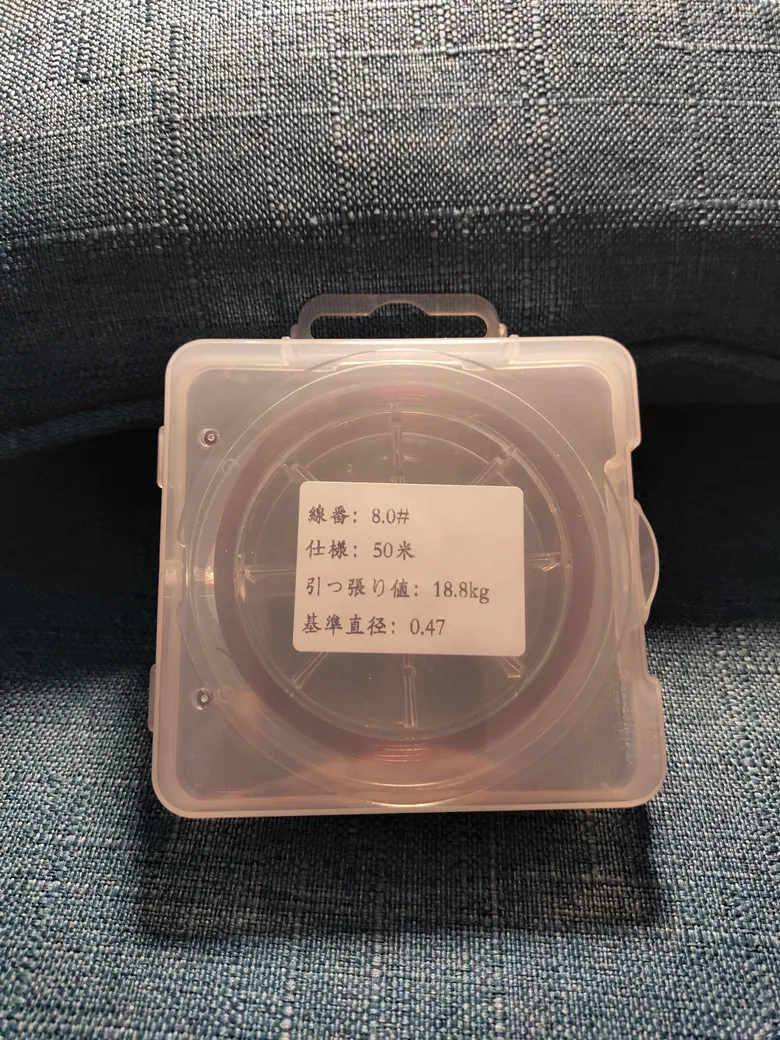 線番: 8.0#
仕様: 50米
引っ張り値: 18.8kg
基準直径: 0.47